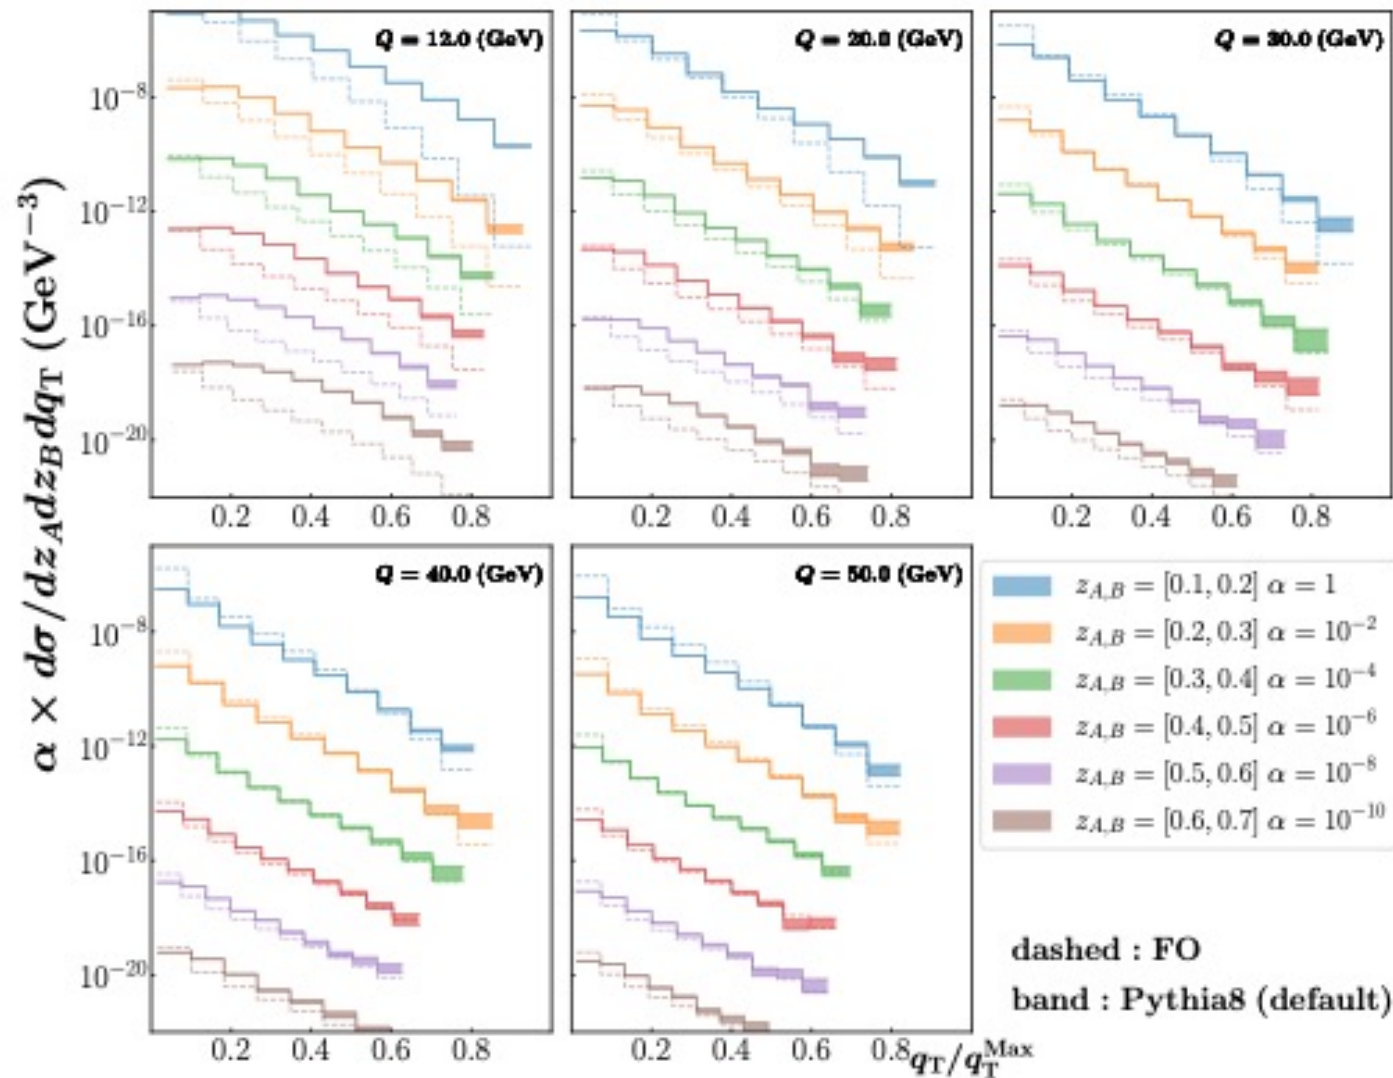 Q = 12.0 (GeV)
Q = 20.0 (GeV)
Q = 30.0 (GeV)
10⁻⁸
10⁻¹²
10⁻¹⁶
10⁻²⁰
0.2 0.4 0.6 0.8
0.2 0.4 0.6 0.8
0.2 0.4 0.6 0.8
α × dσ/dz_A dz_B dq_T (GeV⁻³)
Q = 40.0 (GeV)
Q = 50.0 (GeV)
10⁻⁸
10⁻¹²
10⁻¹⁶
10⁻²⁰
0.2 0.4 0.6 0.8
0.2 0.4 0.6 0.8
q_T/q_T^Max
z_{A,B} = [0.1, 0.2] α = 1
z_{A,B} = [0.2, 0.3] α = 10⁻²
z_{A,B} = [0.3, 0.4] α = 10⁻⁴
z_{A,B} = [0.4, 0.5] α = 10⁻⁶
z_{A,B} = [0.5, 0.6] α = 10⁻⁸
z_{A,B} = [0.6, 0.7] α = 10⁻¹⁰
dashed : FO
band : Pythia8 (default)